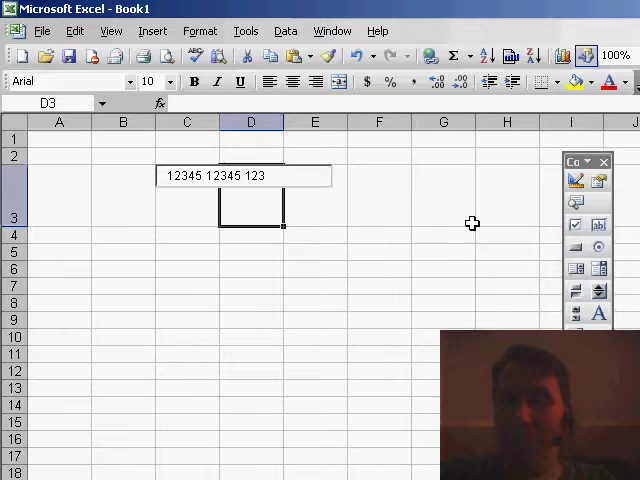 Microsoft Excel - Book1
File Edit View Insert Format Tools Data Window Help
100%
Arial 10 B I U $ % ,
D3 fx
A B C D E F G H I J
1
2
12345 12345 123
Co
3
4
5
6
7
8
9
10
11
12
13
14
15
16
17
18